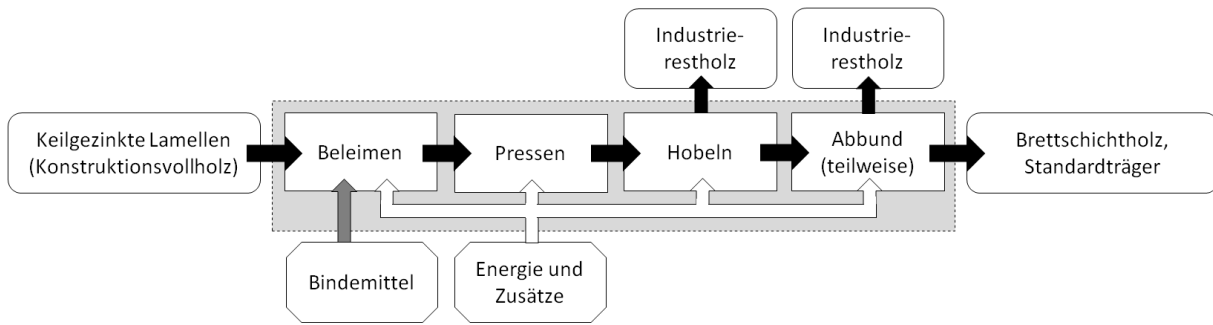 Industrie-
restholz
Industrie-
restholz
Keilgezinkte Lamellen
(Konstruktionsvollholz)
Beleimen
Pressen
Hobeln
Abbund
(teilweise)
Brettschichtholz,
Standardträger
Bindemittel
Energie und
Zusätze